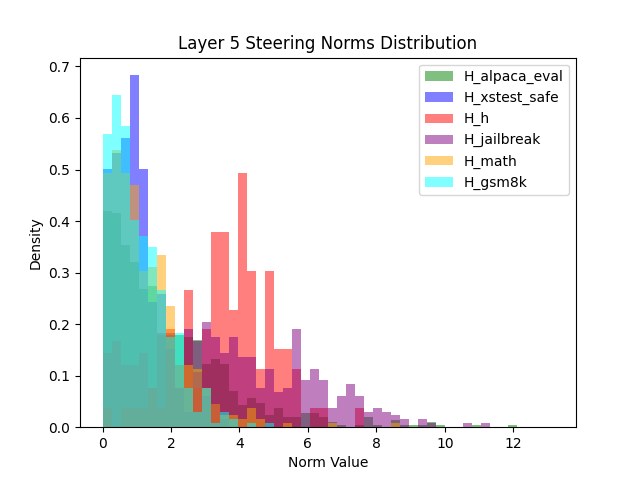 Layer 5 Steering Norms Distribution
H_alpaca_eval
H_xstest_safe
H_h
H_jailbreak
H_math
H_gsm8k
Density
0.7
0.6
0.5
0.4
0.3
0.2
0.1
0.0
0 2 4 6 8 10 12
Norm Value